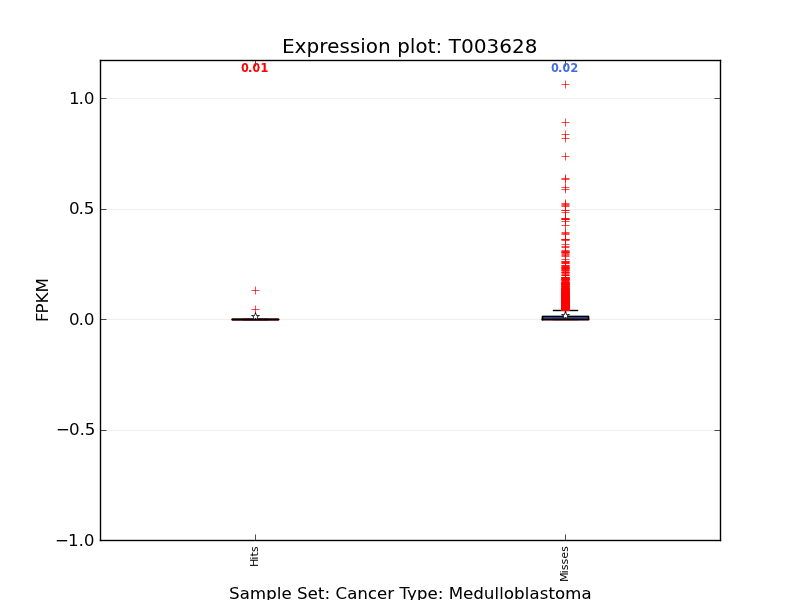 Expression plot: T003628
0.01
0.02
1.0
0.5
0.0
−0.5
−1.0
FPKM
Hits
Misses
Sample Set: Cancer Type: Medulloblastoma